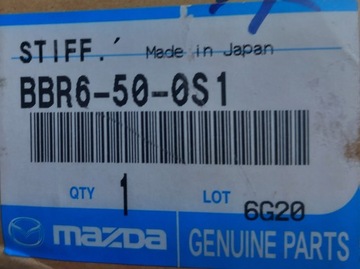 STIFF.′ Made in Japan
BBR6-50-0S1
QTY 1 LOT 6G20
mazda GENUINE PARTS